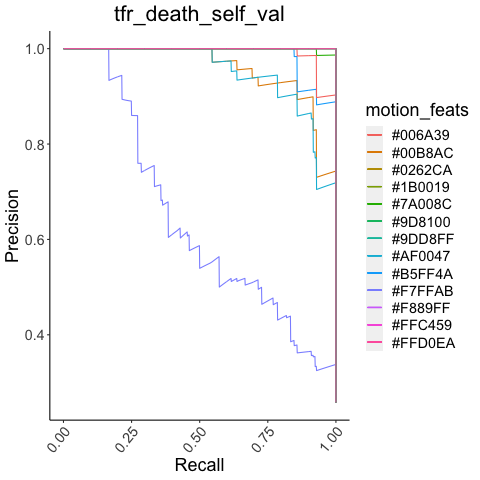 tfr_death_self_val
1.0
0.8
0.6
0.4
Precision
0.00
0.25
0.50
0.75
1.00
Recall
motion_feats
#006A39
#00B8AC
#0262CA
#1B0019
#7A008C
#9D8100
#9DD8FF
#AF0047
#B5FF4A
#F7FFAB
#F889FF
#FFC459
#FFD0EA